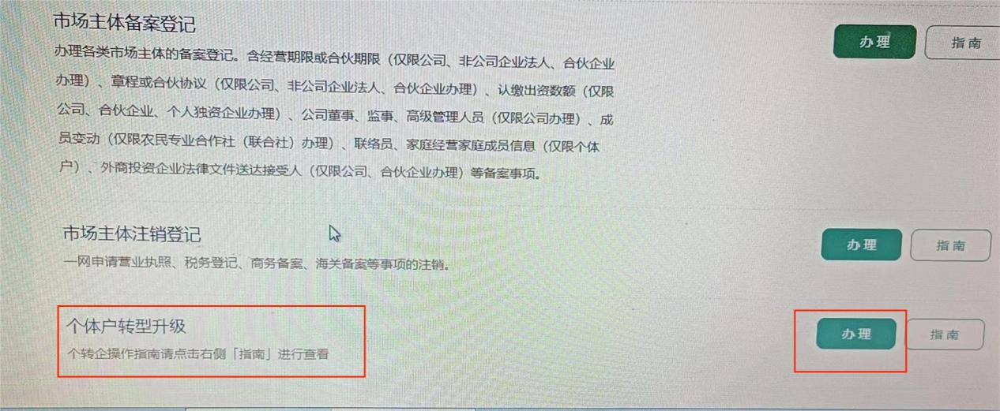 市场主体备案登记
办理
指南
办理各类市场主体的备案登记。含经营期限或合伙期限（仅限公司、非公司企业法人、合伙企业
办理）、章程或合伙协议（仅限公司、非公司企业法人、合伙企业办理）、认缴出资数额（仅限
公司、合伙企业、个人独资企业办理）、公司董事、监事、高级管理人员（仅限公司办理）、成
员变动（仅限农民专业合作社（联合社）办理）、联络员、家庭经营家庭成员信息（仅限个体
户）、外商投资企业法律文件送达接受人（仅限公司、合伙企业办理）等备案事项。
市场主体注销登记
办理
指南
一网申请营业执照、税务登记、商务备案、海关备案等事项的注销。
个体户转型升级
办理
指南
个转企操作指南请点击右侧「指南」进行查看